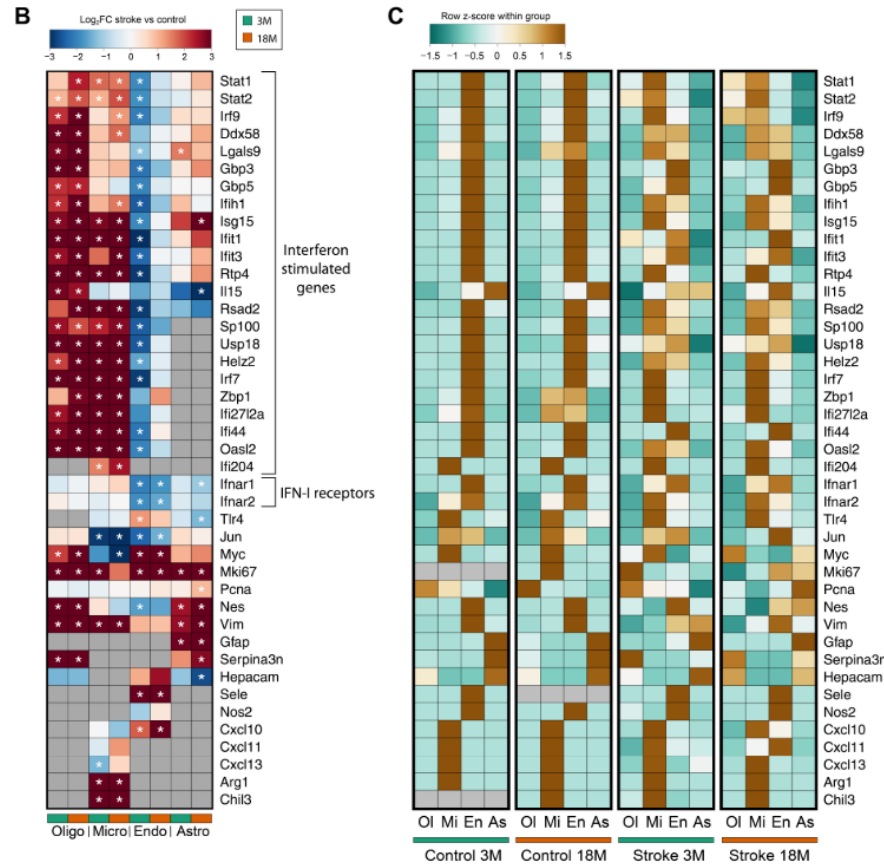 B
Log₂FC stroke vs control
-3 -2 -1 0 1 2 3
3M
18M
C
Row z-score within group
-1.5 -1 -0.5 0 0.5 1 1.5
Stat1
Stat2
Irf9
Ddx58
Lgals9
Gbp3
Gbp5
Ifih1
Isg15
Ifit1
Ifit3
Rtp4
Il15
Rsad2
Sp100
Usp18
Helz2
Irf7
Zbp1
Ifi27l2a
Ifi44
Oasl2
Ifi204
Ifnar1
Ifnar2
Tlr4
Jun
Myc
Mki67
Pcna
Nes
Vim
Gfap
Serpina3n
Hepacam
Sele
Nos2
Cxcl10
Cxcl11
Cxcl13
Arg1
Chil3
Interferon
stimulated
genes
IFN-I receptors
Oligo | Micro | Endo | Astro
Stat1
Stat2
Irf9
Ddx58
Lgals9
Gbp3
Gbp5
Ifih1
Isg15
Ifit1
Ifit3
Rtp4
Il15
Rsad2
Sp100
Usp18
Helz2
Irf7
Zbp1
Ifi27l2a
Ifi44
Oasl2
Ifi204
Ifnar1
Ifnar2
Tlr4
Jun
Myc
Mki67
Pcna
Nes
Vim
Gfap
Serpina3n
Hepacam
Sele
Nos2
Cxcl10
Cxcl11
Cxcl13
Arg1
Chil3
Ol Mi En As Ol Mi En As Ol Mi En As Ol Mi En As
Control 3M Control 18M Stroke 3M Stroke 18M